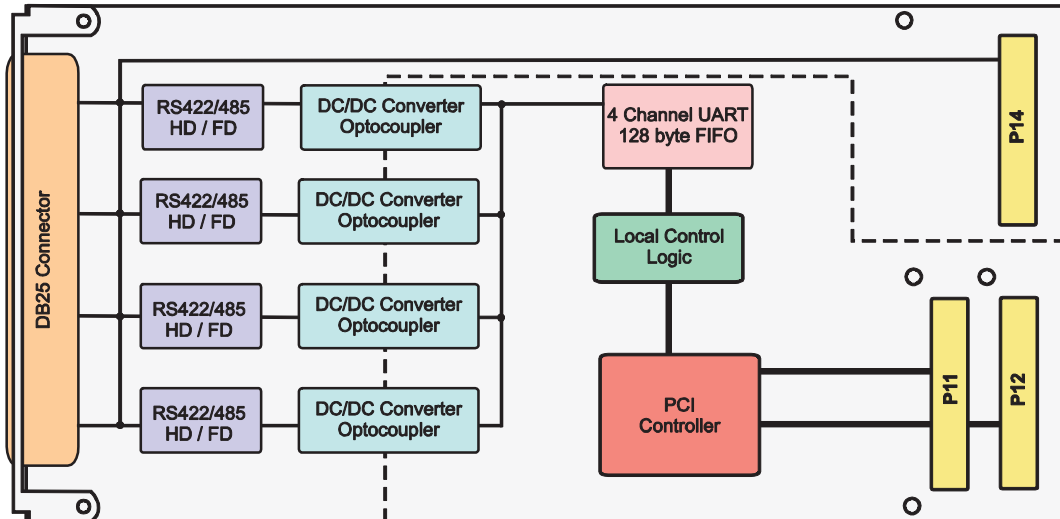 DB25 Connector
RS422/485
HD / FD
DC/DC Converter
Optocoupler
4 Channel UART
128 byte FIFO
P14
RS422/485
HD / FD
DC/DC Converter
Optocoupler
Local Control
Logic
RS422/485
HD / FD
DC/DC Converter
Optocoupler
RS422/485
HD / FD
DC/DC Converter
Optocoupler
PCI
Controller
P11
P12